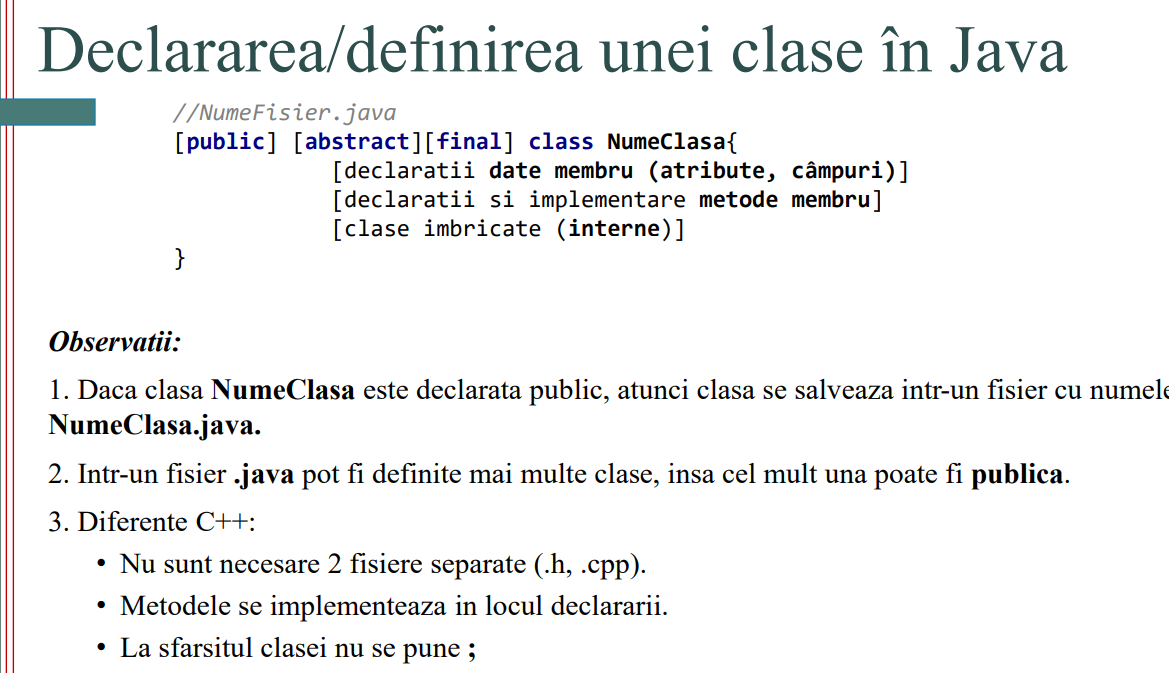 Declararea/definirea unei clase în Java
//NumeFisier.java
[public] [abstract][final] class NumeClasa{
[declaratii date membru (atribute, câmpuri)]
[declaratii si implementare metode membru]
[clase imbricate (interne)]
}
Observatii:
1. Daca clasa NumeClasa este declarata public, atunci clasa se salveaza intr-un fisier cu numele
NumeClasa.java.
2. Intr-un fisier .java pot fi definite mai multe clase, insa cel mult una poate fi publica.
3. Diferente C++:
• Nu sunt necesare 2 fisiere separate (.h, .cpp).
• Metodele se implementeaza in locul declararii.
• La sfarsitul clasei nu se pune ;